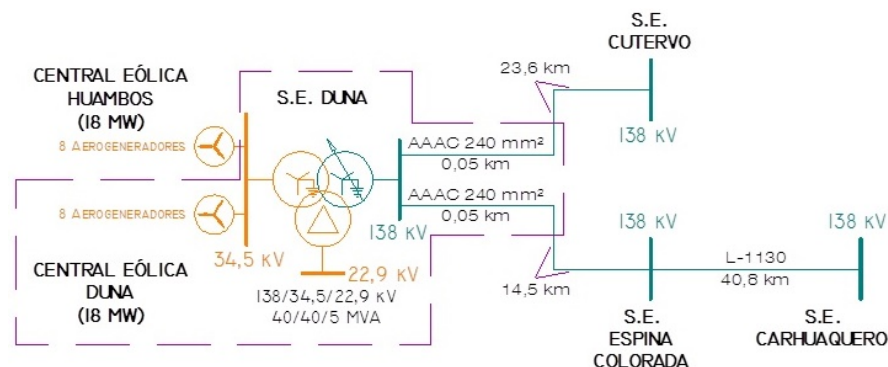 CENTRAL EÓLICA
HUAMBOS
(18 MW)
8 AEROGENERADORES
8 AEROGENERADORES
CENTRAL EÓLICA
DUNA
(18 MW)
S.E. DUNA
34,5 kV
22,9 kV
138/34,5/22,9 kV
40/40/5 MVA
138 kV
AAAC 240 mm²
0,05 km
AAAC 240 mm²
0,05 km
23,6 km
14,5 km
S.E.
CUTERVO
138 kV
138 kV
S.E.
ESPINA
COLORADA
L-1130
40,8 km
138 kV
S.E.
CARHUAQUERO